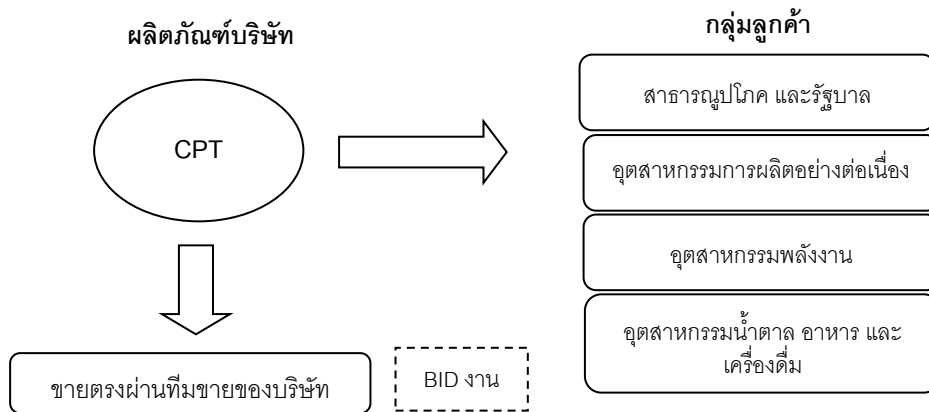 ผลิตภัณฑ์บริษัท
กลุ่มลูกค้า
CPT
สาธารณูปโภค และรัฐบาล
อุตสาหกรรมการผลิตอย่างต่อเนื่อง
อุตสาหกรรมพลังงาน
อุตสาหกรรมน้ำตาล อาหาร และ
เครื่องดื่ม
ขายตรงผ่านทีมขายของบริษัท
BID งาน